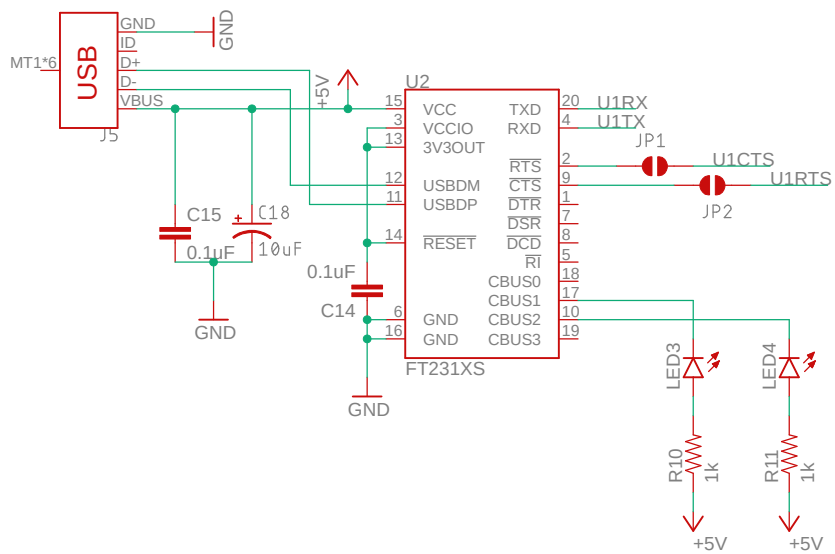 GND
ID
D+
D-
VBUS
USB
MT1*6
J5
GND
+5V
C15
0.1uF
C18
+
10uF
GND
U2
15 VCC
3 VCCIO
13 3V3OUT
12 USBDM
11 USBDP
14 RESET
6 GND
16 GND
TXD 20
RXD 4
RTS 2
CTS 9
DTR 1
DSR 7
DCD 8
RI 5
CBUS0 18
CBUS1 17
CBUS2 10
CBUS3 19
FT231XS
0.1uF
C14
GND
U1RX
U1TX
JP1
U1CTS
U1RTS
JP2
LED3
LED4
R10
1k
R11
1k
+5V
+5V